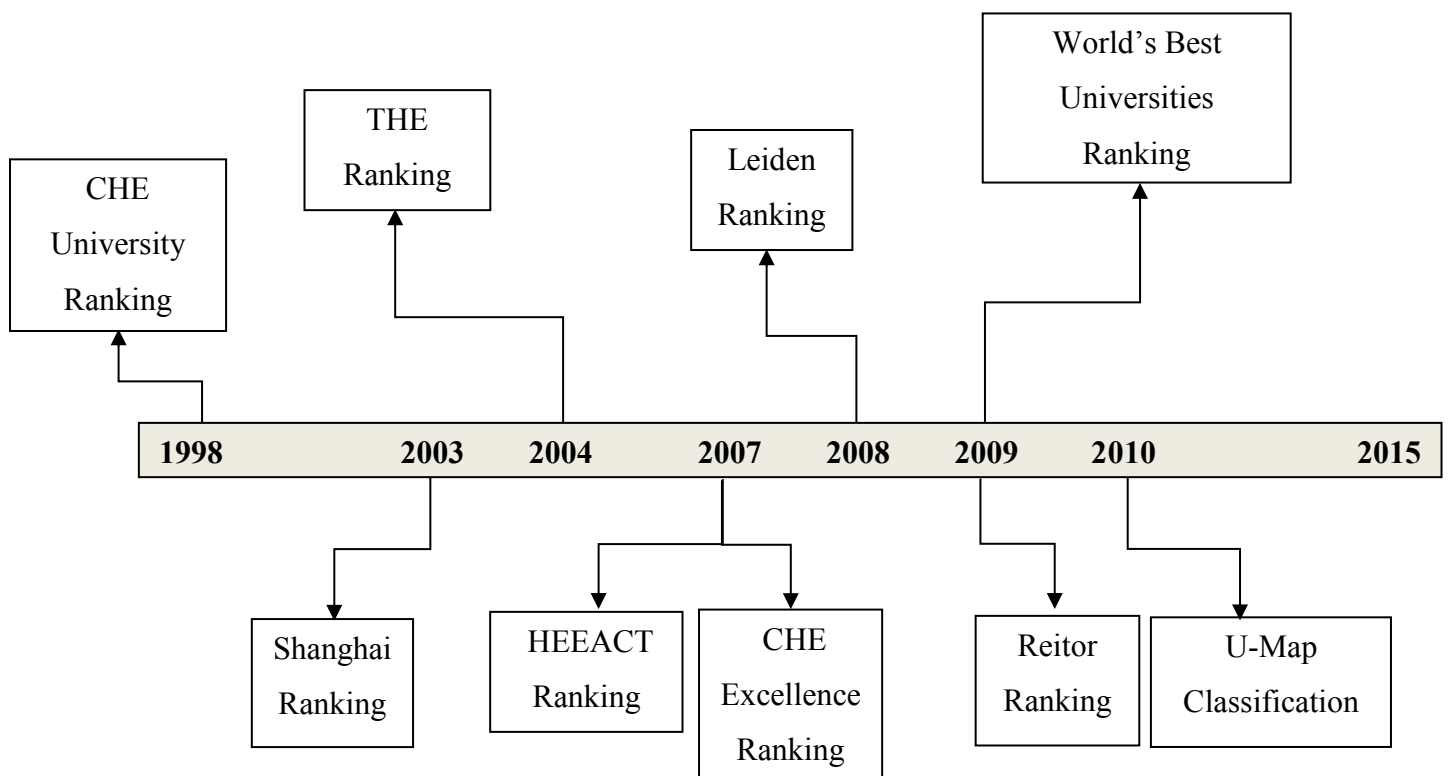 World’s Best
Universities
Ranking
THE
Ranking
Leiden
Ranking
CHE
University
Ranking
1998 2003 2004 2007 2008 2009 2010 2015
Shanghai
Ranking
HEEACT
Ranking
CHE
Excellence
Ranking
Reitor
Ranking
U-Map
Classification